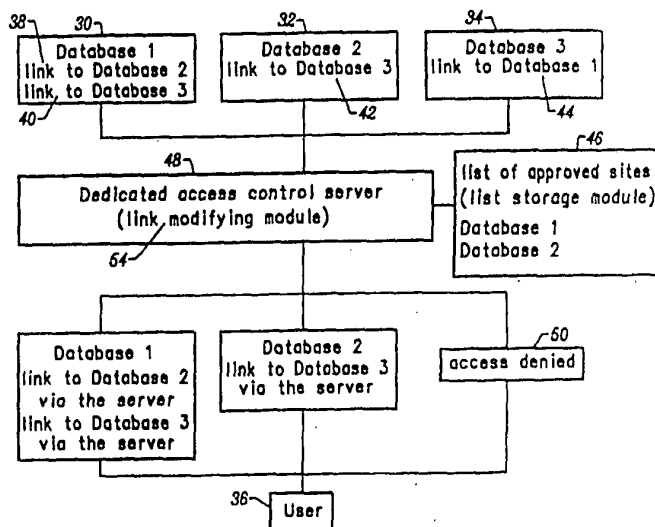 38
30
32
34
Database 1
link to Database 2
link to Database 3
40
Database 2
link to Database 3
42
Database 3
link to Database 1
44
48
46
Dedicated access control server
(link modifying module)
54
list of approved sites
(list storage module)
Database 1
Database 2
Database 1
link to Database 2
via the server
link to Database 3
via the server
Database 2
link to Database 3
via the server
50
access denied
36
User